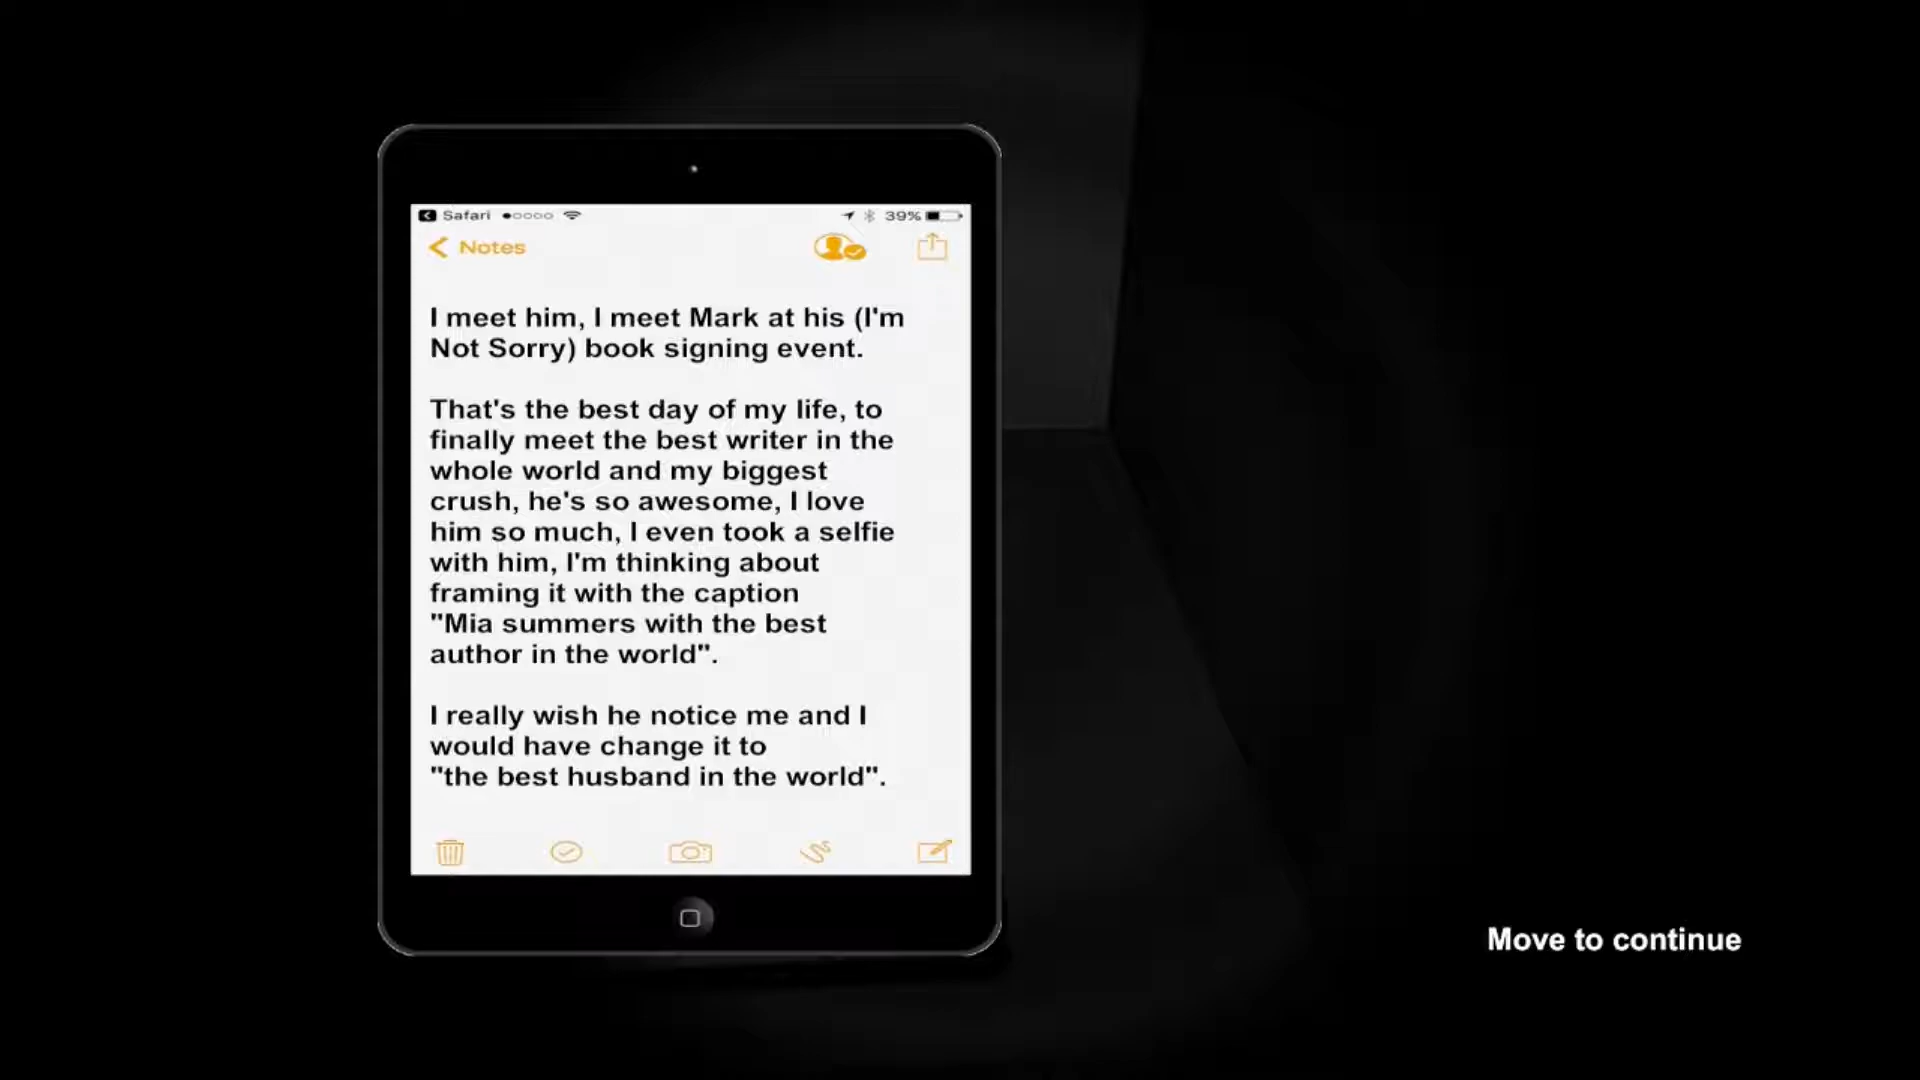 Safari 39%
Notes
I meet him, I meet Mark at his (I'm
Not Sorry) book signing event.
That's the best day of my life, to
finally meet the best writer in the
whole world and my biggest
crush, he's so awesome, I love
him so much, I even took a selfie
with him, I'm thinking about
framing it with the caption
"Mia summers with the best
author in the world".
I really wish he notice me and I
would have change it to
"the best husband in the world".
Move to continue